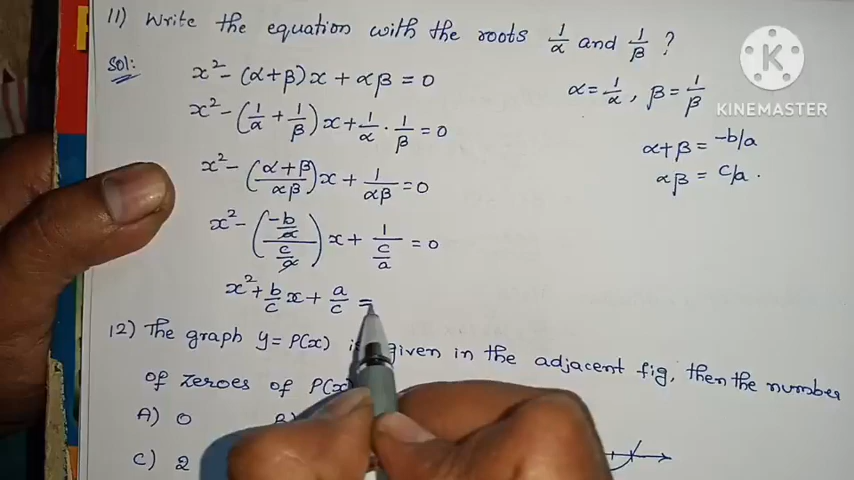 11) Write the equation with the roots 1/α and 1/β ?
Sol:
x² - (α+β)x + αβ = 0
α = 1/α , β = 1/β
x² - (1/α + 1/β)x + 1/α · 1/β = 0
α+β = -b/a
x² - ((α+β)/αβ)x + 1/αβ = 0
αβ = c/a .
x² - ((-b/a)/(c/a))x + 1/(c/a) = 0
x² + b/c x + a/c =
12) The graph y = P(x) is given in the adjacent fig, then the number
of zeroes of P(x)
A) 0
C) 2
K
KINEMASTER